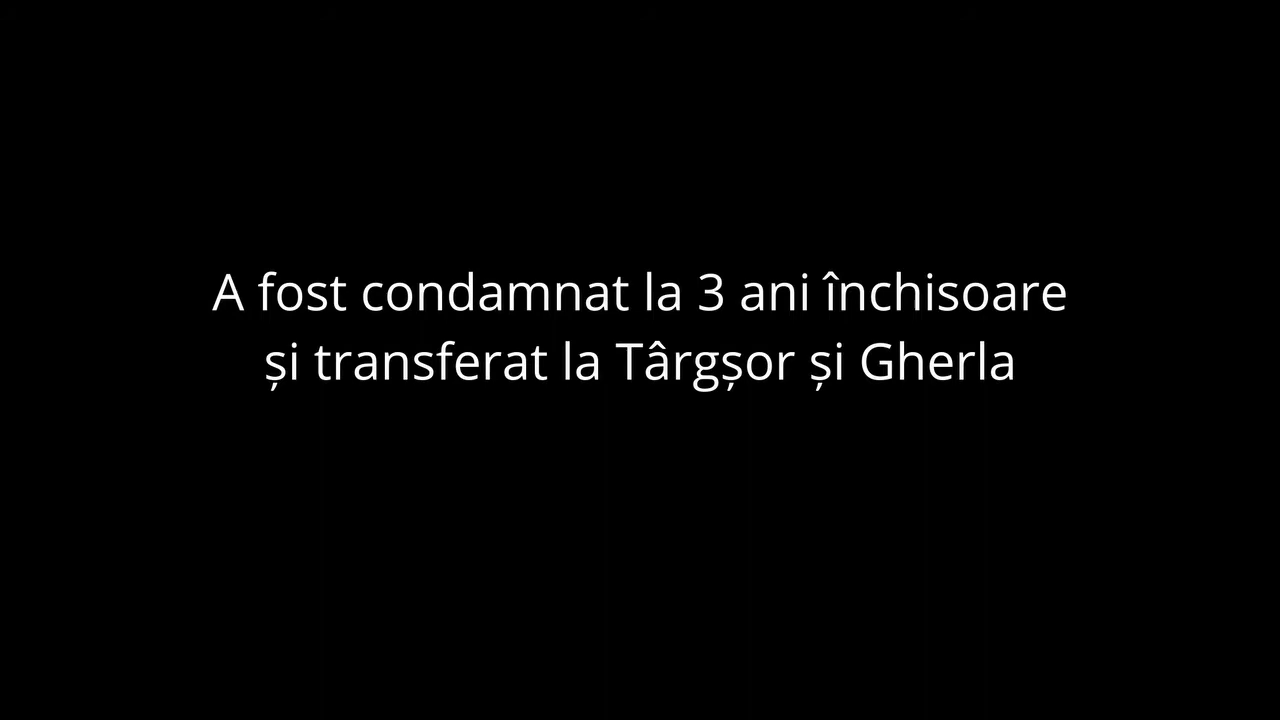 A fost condamnat la 3 ani închisoare
și transferat la Târgșor și Gherla